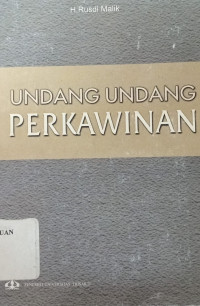 H.Rusdi Malik
UNDANG UNDANG
PERKAWINAN
UAN